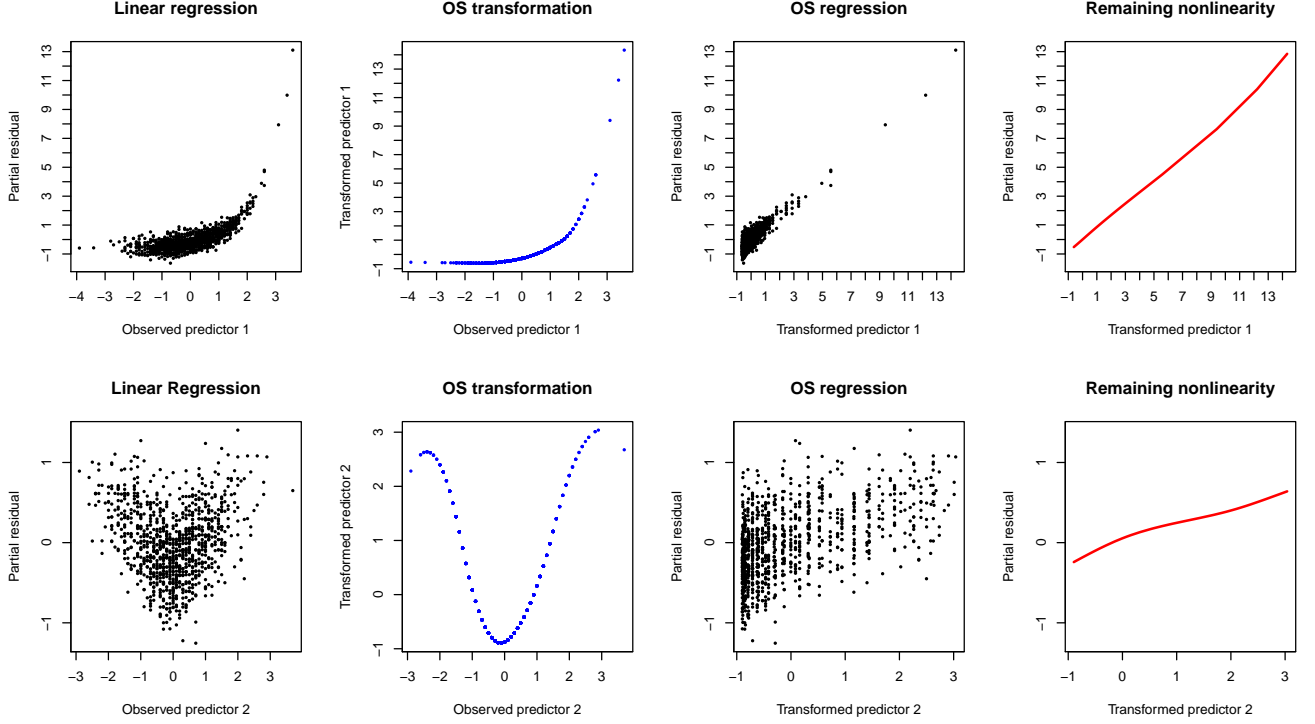 Linear regression
OS transformation
OS regression
Remaining nonlinearity
Partial residual
−1 1 3 5 7 9 11 13
−4 −3 −2 −1 0 1 2 3
Observed predictor 1
Transformed predictor 1
−1 1 3 5 7 9 11 13
−4 −3 −2 −1 0 1 2 3
Observed predictor 1
Partial residual
−1 1 3 5 7 9 11 13
−1 1 3 5 7 9 11 13
Transformed predictor 1
Partial residual
−1 1 3 5 7 9 11 13
−1 1 3 5 7 9 11 13
Transformed predictor 1
Linear Regression
OS transformation
OS regression
Remaining nonlinearity
Partial residual
−1 0 1
−3 −2 −1 0 1 2 3
Observed predictor 2
Transformed predictor 2
−1 0 1 2 3
−3 −2 −1 0 1 2 3
Observed predictor 2
Partial residual
−1 0 1
−1 0 1 2 3
Transformed predictor 2
Partial residual
−1 0 1
−1 0 1 2 3
Transformed predictor 2